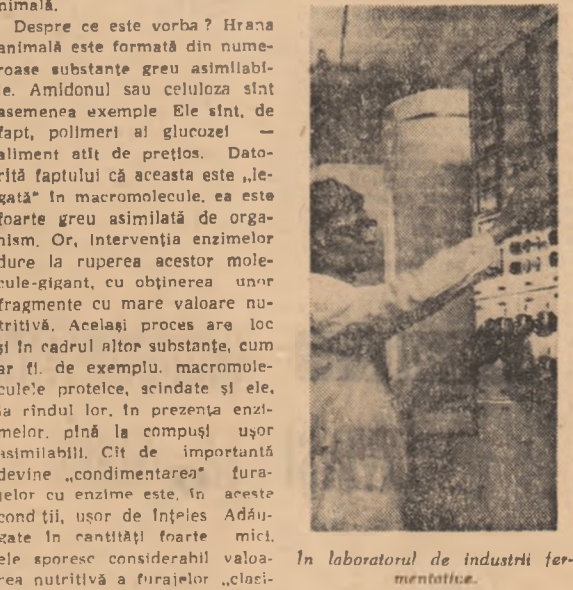 nimală.
Despre ce este vorba ? Hrana
animală este formată din nume-
roase substanțe greu asimilabi-
le. Amidonul sau celuloza sînt
asemenea exemple Ele sînt, de
fapt, polimeri ai glucozei —
aliment atît de prețios. Dato-
rită faptului că aceasta este „le-
gată" în macromolecule, ea este
foarte greu asimilată de orga-
nism. Or, intervenția enzimelor
duce la ruperea acestor mole-
cule-gigant, cu obținerea unor
fragmente cu mare valoare nu-
tritivă. Același proces are loc
și în cadrul altor substanțe, cum
ar fi, de exemplu, macromole-
culele proteice, scindate și ele,
la rîndul lor, în prezența enzi-
melor, pînă la compuși ușor
asimilabili. Cît de importantă
devine „condimentarea" fura-
jelor cu enzime este, în aceste
condții, ușor de înțeles Adău-
gate în cantități foarte mici,
ele sporesc considerabil valoa-
rea nutritivă a furajelor „clasi-
In laboratorul de industrii fer-
mentative.